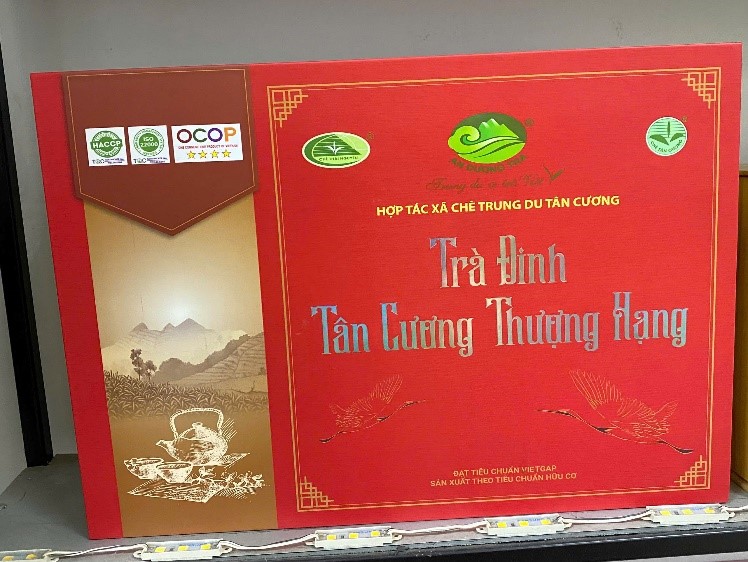 HACCP
ISO
22000
OCOP
HỢP TÁC XÃ CHÈ TRUNG DU TÂN CƯƠNG
Trà Đinh
Tân Cương Thượng Hạng
ĐẠT TIÊU CHUẨN VIETGAP
SẢN XUẤT THEO TIÊU CHUẨN HỮU CƠ